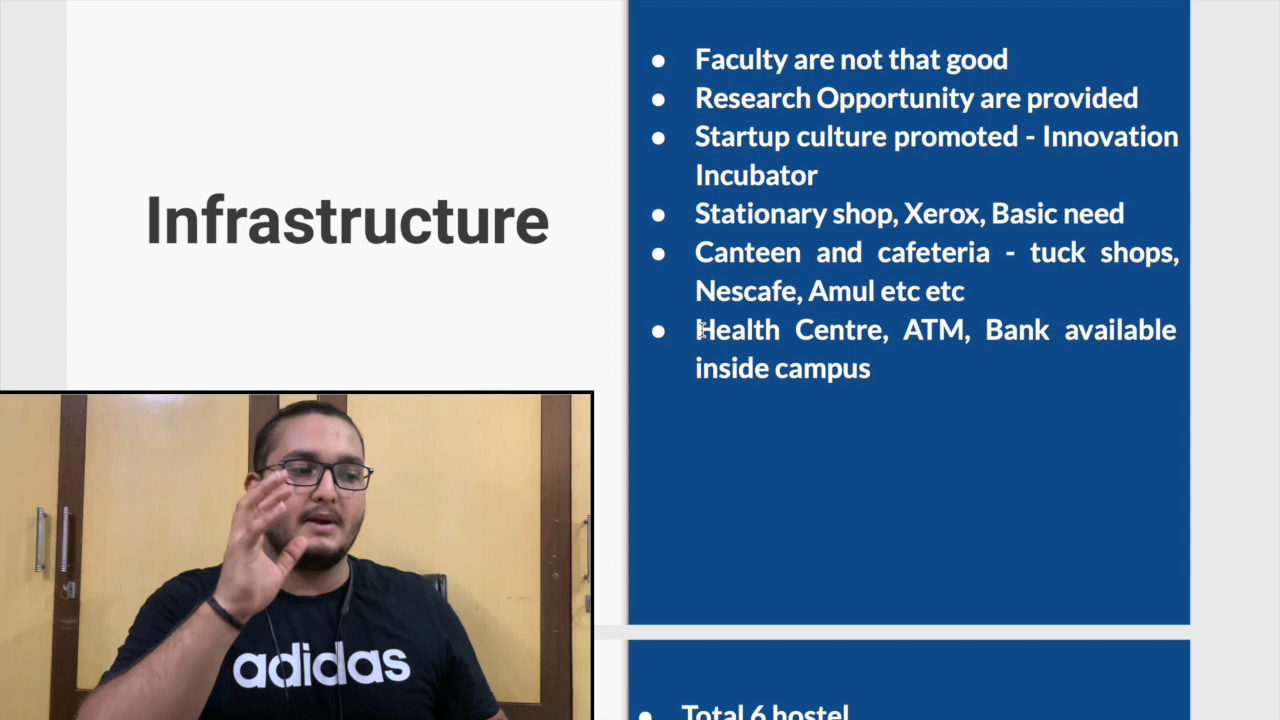 Infrastructure
● Faculty are not that good
● Research Opportunity are provided
● Startup culture promoted - Innovation
Incubator
● Stationary shop, Xerox, Basic need
● Canteen and cafeteria - tuck shops,
Nescafe, Amul etc etc
● Health Centre, ATM, Bank available
inside campus
● Total 6 hostel
adidas